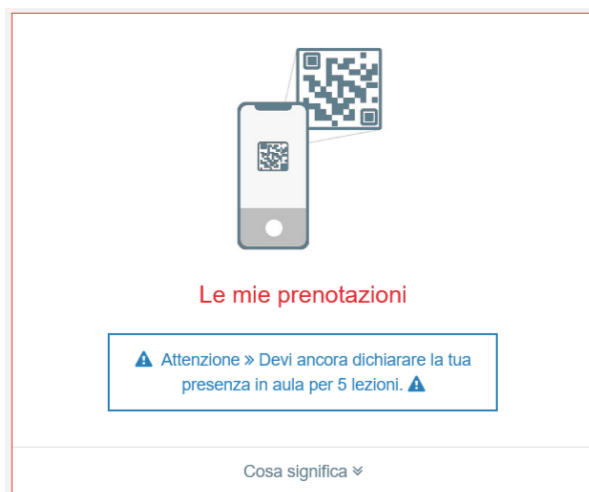 Le mie prenotazioni
Attenzione » Devi ancora dichiarare la tua
presenza in aula per 5 lezioni.
Cosa significa